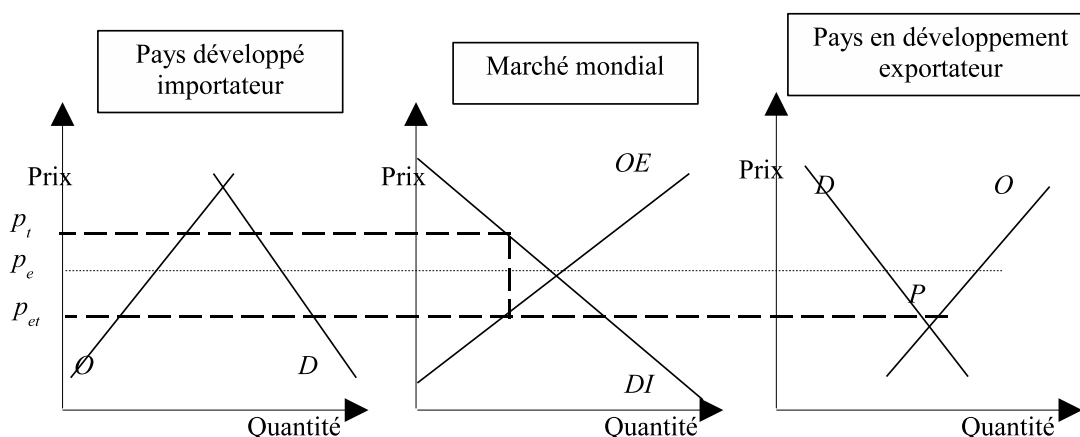 Pays développé
importateur
Marché mondial
Pays en développement
exportateur
Prix
Prix
Prix
OE
D
O
p_t
p_e
p_et
P
O
D
DI
Quantité
Quantité
Quantité